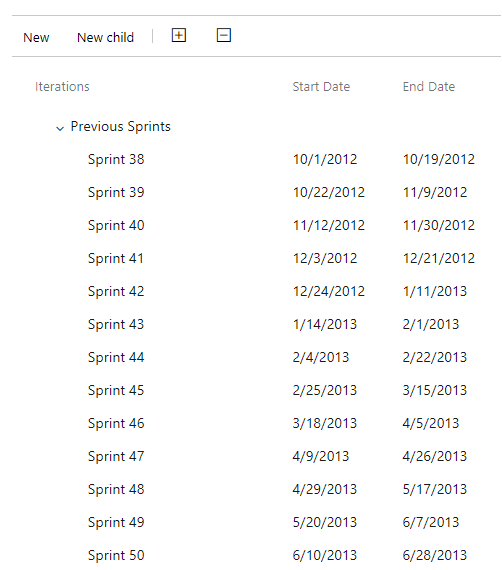 New New child
Iterations Start Date End Date
Previous Sprints
Sprint 38 10/1/2012 10/19/2012
Sprint 39 10/22/2012 11/9/2012
Sprint 40 11/12/2012 11/30/2012
Sprint 41 12/3/2012 12/21/2012
Sprint 42 12/24/2012 1/11/2013
Sprint 43 1/14/2013 2/1/2013
Sprint 44 2/4/2013 2/22/2013
Sprint 45 2/25/2013 3/15/2013
Sprint 46 3/18/2013 4/5/2013
Sprint 47 4/9/2013 4/26/2013
Sprint 48 4/29/2013 5/17/2013
Sprint 49 5/20/2013 6/7/2013
Sprint 50 6/10/2013 6/28/2013